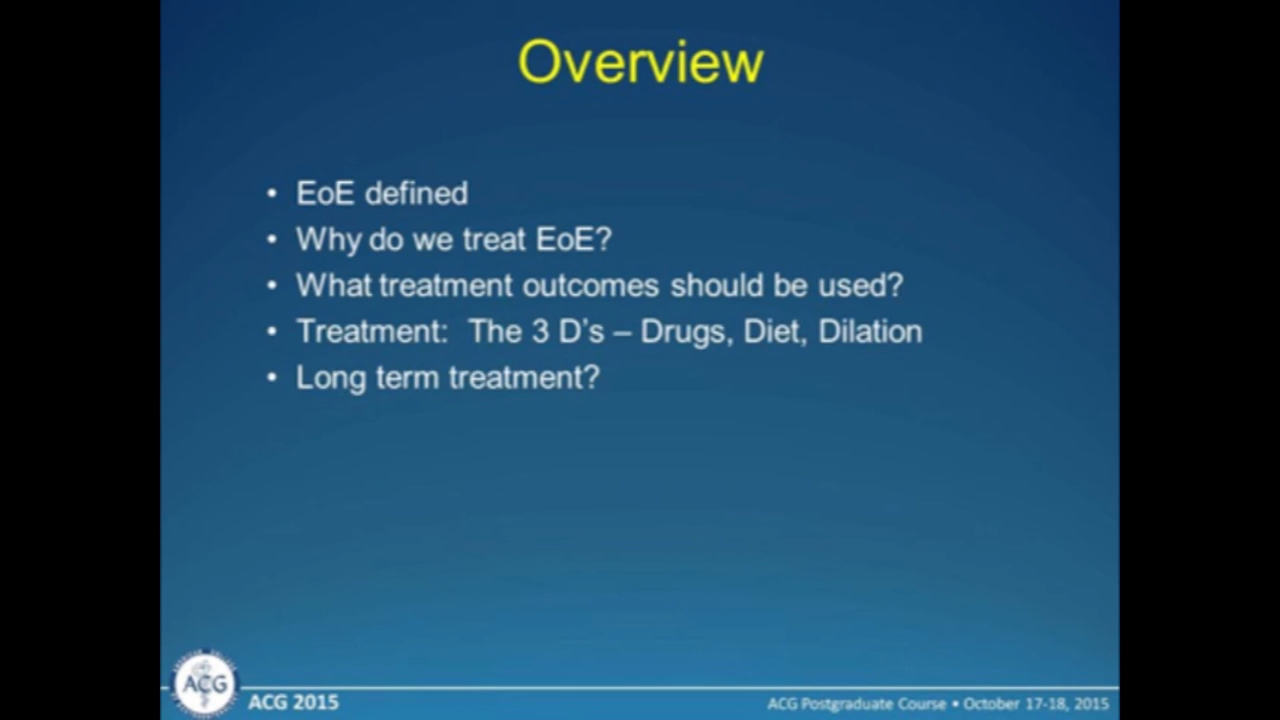 Overview
• EoE defined
• Why do we treat EoE?
• What treatment outcomes should be used?
• Treatment:  The 3 D's – Drugs, Diet, Dilation
• Long term treatment?
ACG
ACG 2015
ACG Postgraduate Course • October 17-18, 2015